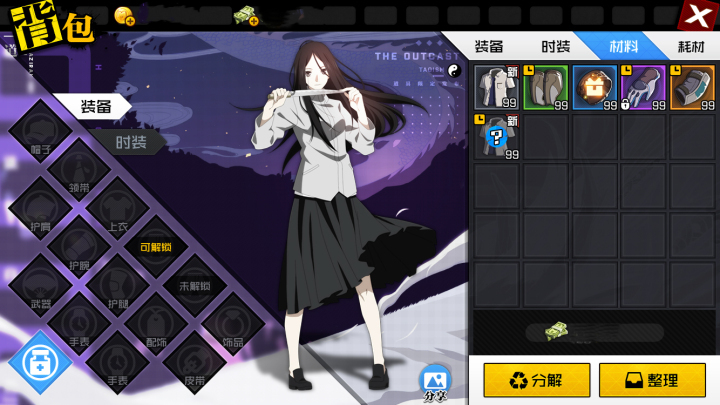 背包
道
THE OUTCAST
TAOISH
装备
时装
帽子
颈带
护肩
上衣
护腕
可解锁
武器
护腿
未解锁
手表
配饰
饰品
手表
皮带
分享
装备
时装
材料
耗材
新
99
99
99
99
99
新
?
99
分解
整理